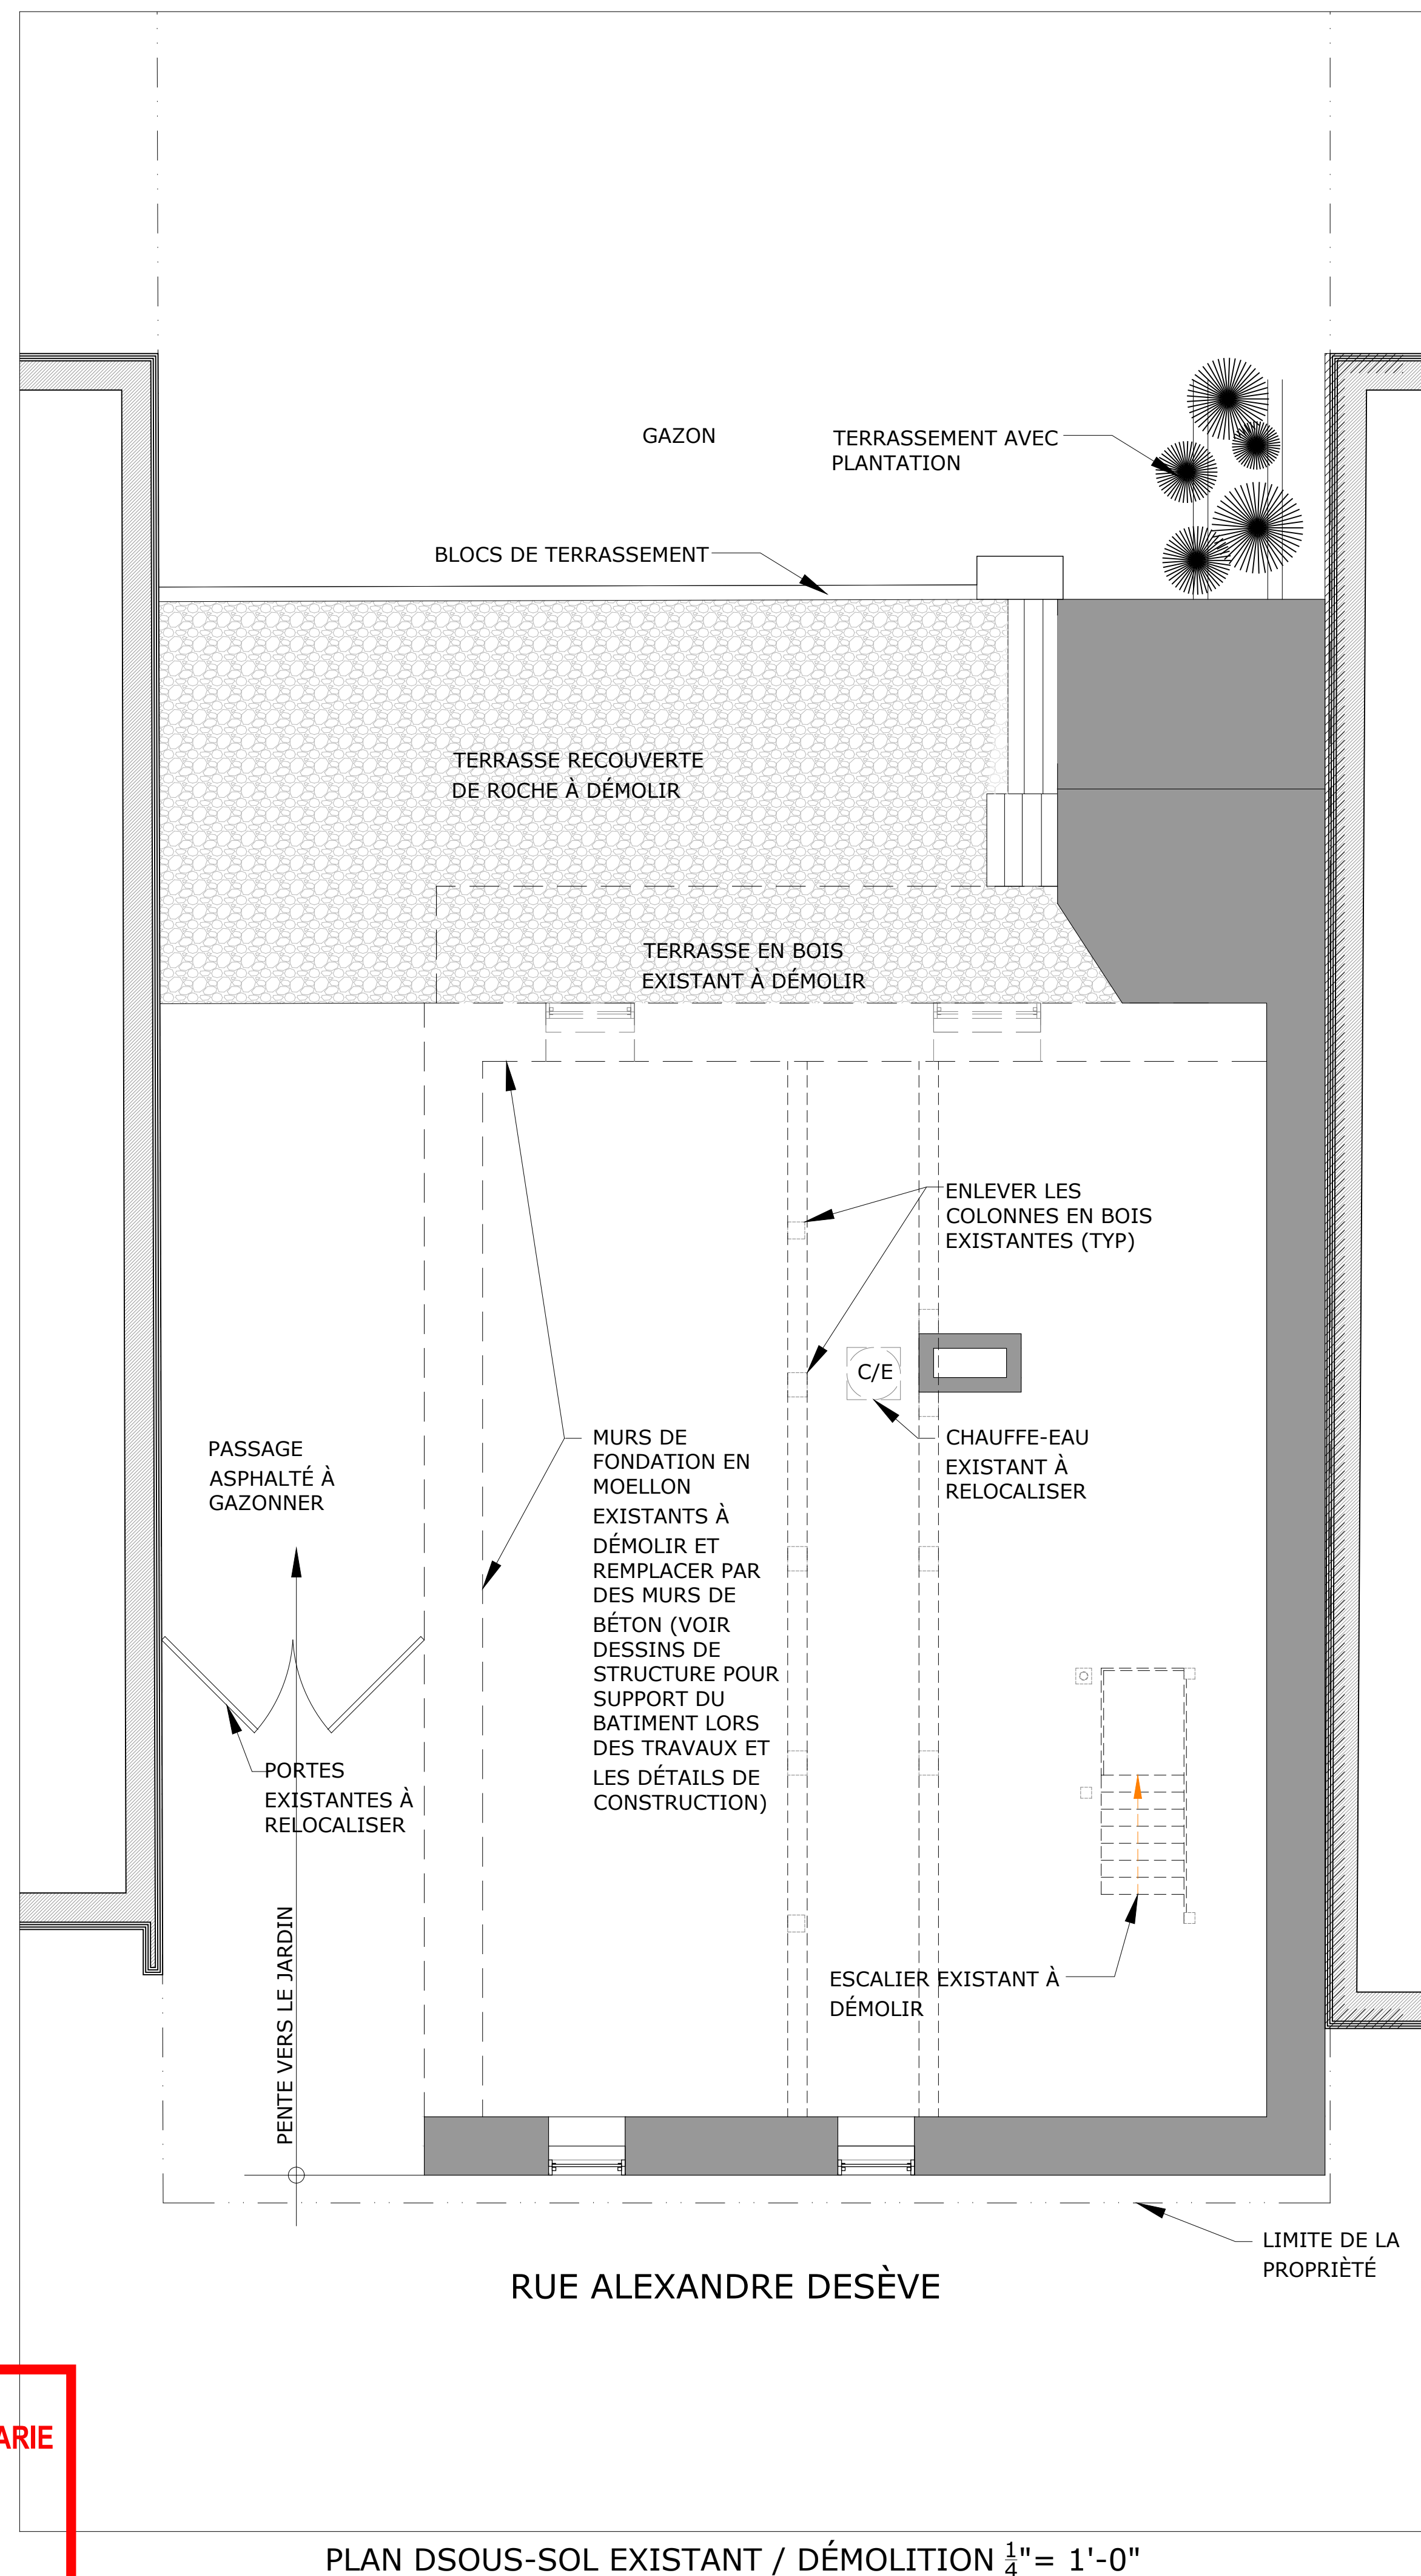 GAZON
TERRASSEMENT AVEC
PLANTATION
BLOCS DE TERRASSEMENT
TERRASSE RECOUVERTE
DE ROCHE À DÉMOLIR
TERRASSE EN BOIS
EXISTANT À DÉMOLIR
ENLEVER LES
COLONNES EN BOIS
EXISTANTES (TYP)
C/E
CHAUFFE-EAU
EXISTANT À
RELOCALISER
MURS DE
FONDATION EN
MOELLON
EXISTANTS À
DÉMOLIR ET
REMPLACER PAR
DES MURS DE
BÉTON (VOIR
DESSINS DE
STRUCTURE POUR
SUPPORT DU
BATIMENT LORS
DES TRAVAUX ET
LES DÉTAILS DE
CONSTRUCTION)
PASSAGE
ASPHALTÉ À
GAZONNER
PORTES
EXISTANTES À
RELOCALISER
PENTE VERS LE JARDIN
ESCALIER EXISTANT À
DÉMOLIR
LIMITE DE LA
PROPRIÈTÉ
RUE ALEXANDRE DESÈVE
ARIE
PLAN DSOUS-SOL EXISTANT / DÉMOLITION 1/4"= 1'-0"